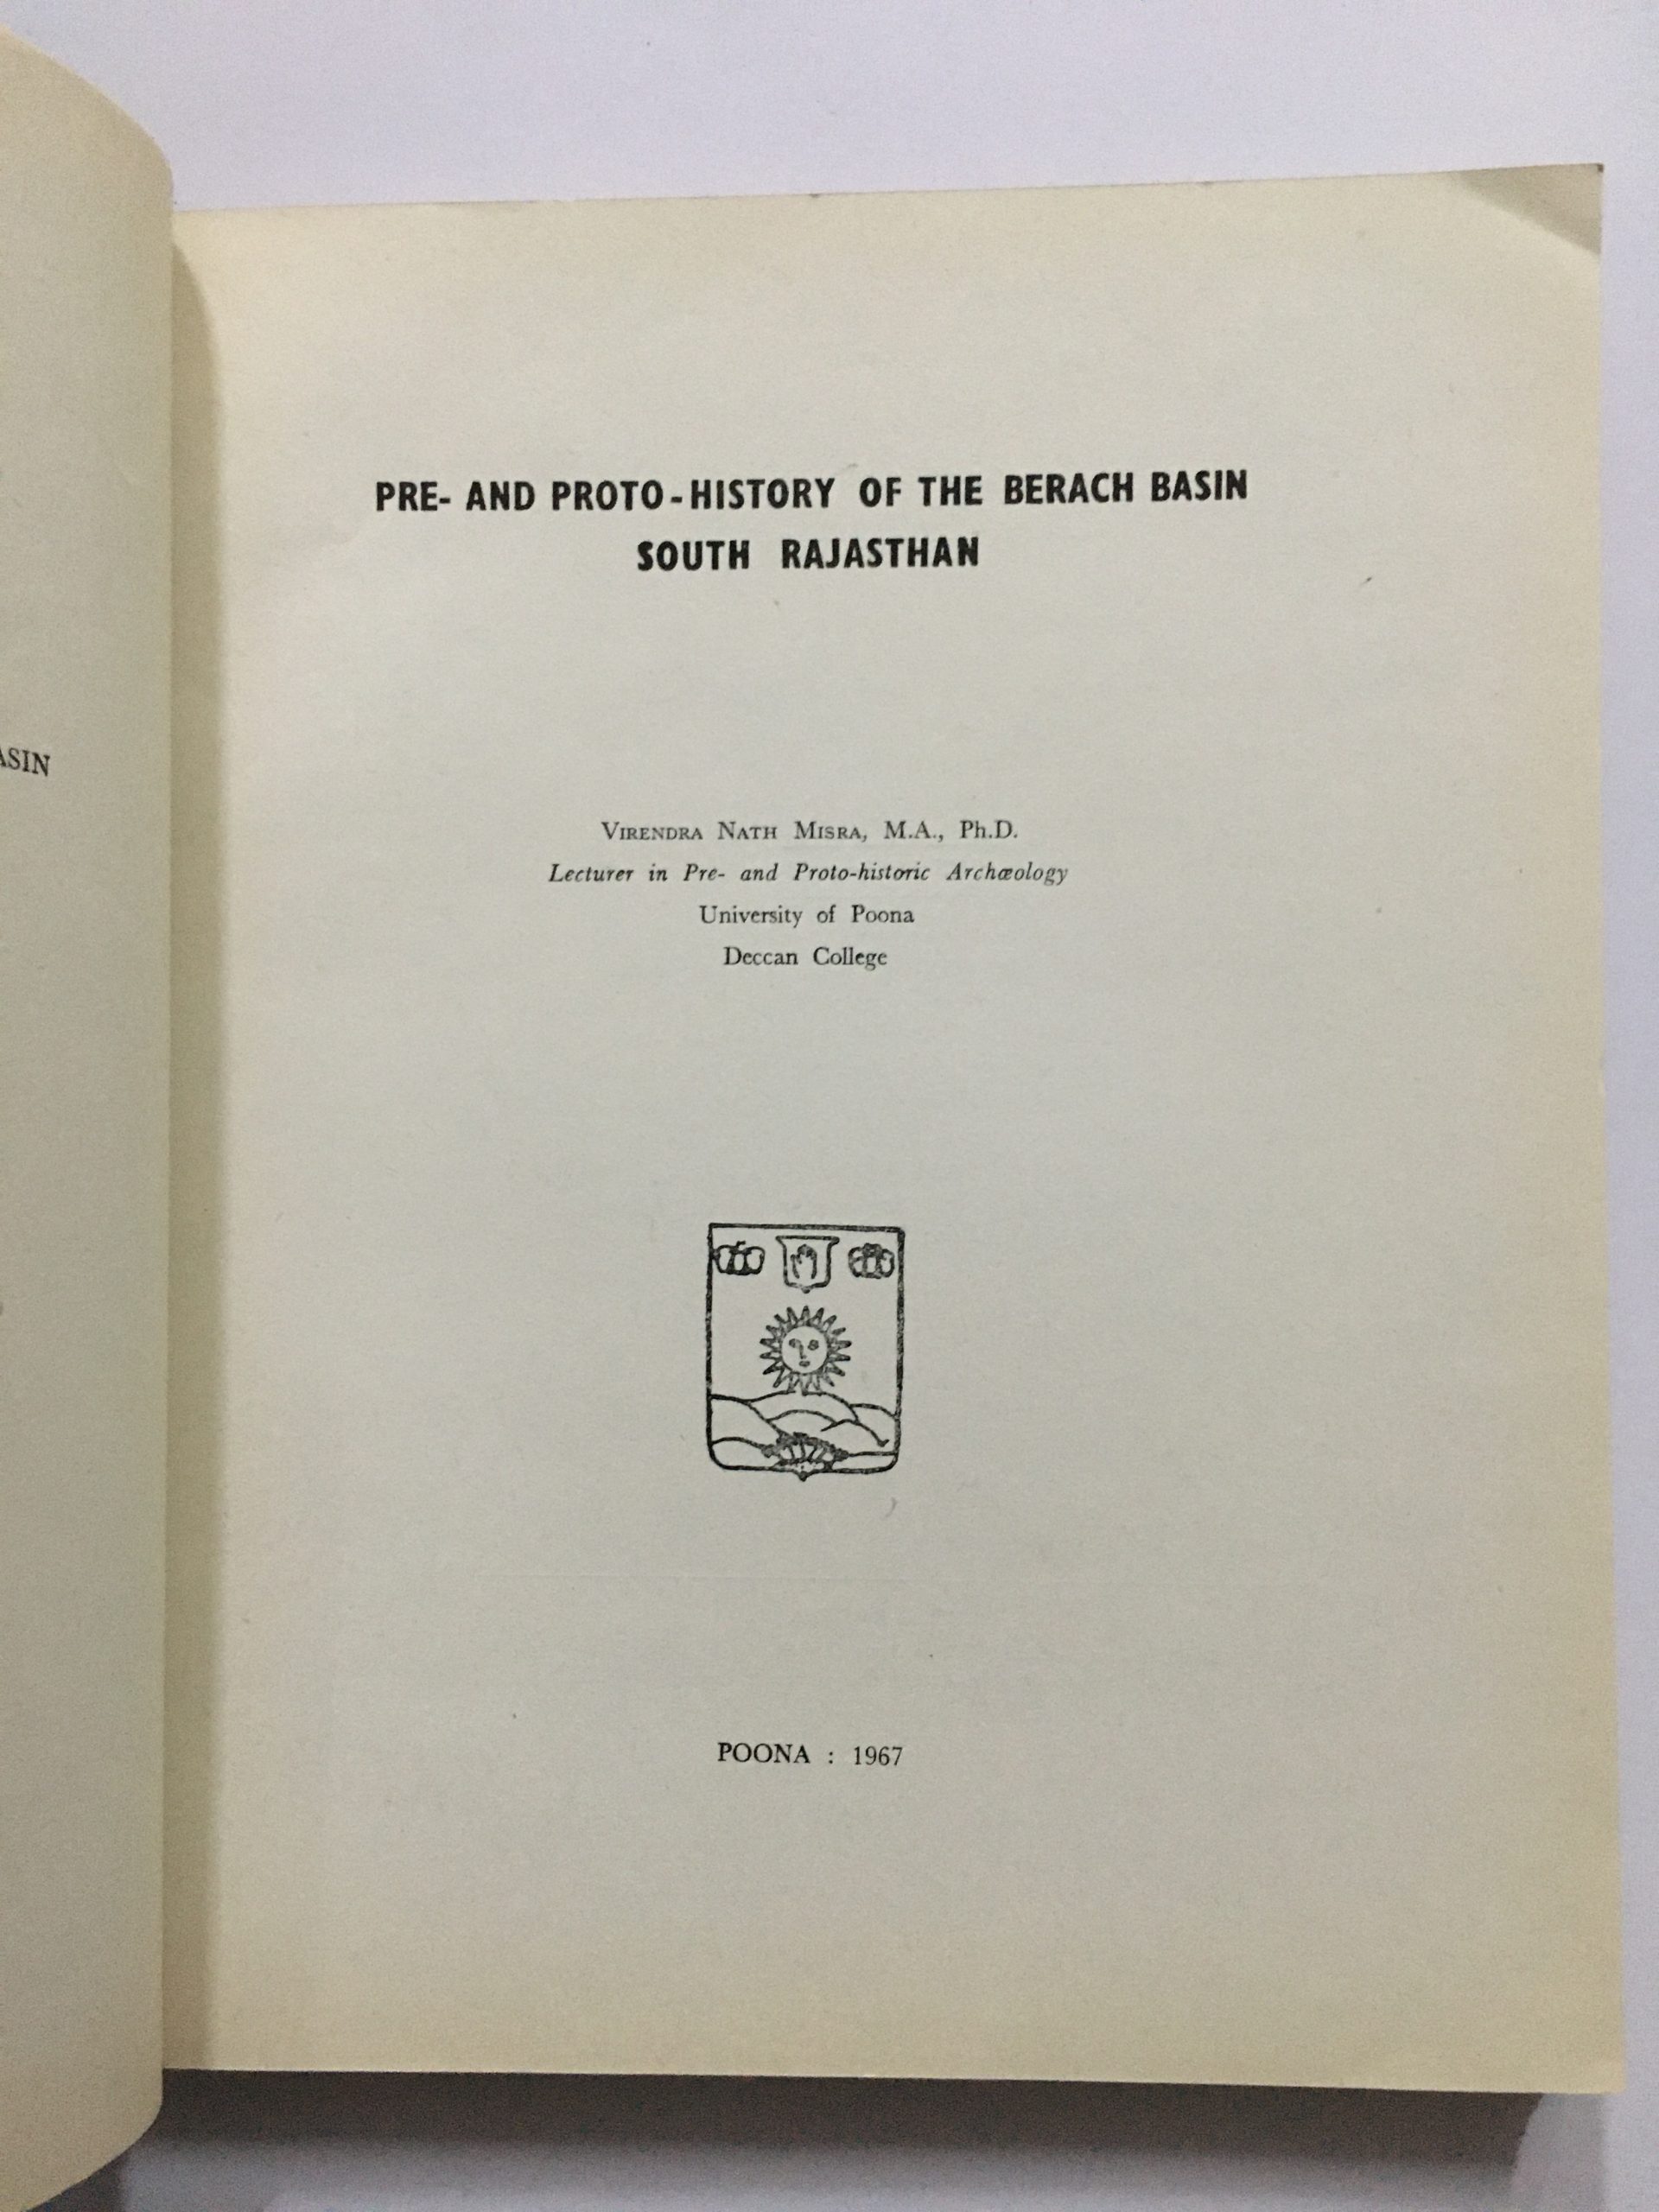 ASIN
PRE- AND PROTO-HISTORY OF THE BERACH BASIN
SOUTH RAJASTHAN
VIRENDRA NATH MISRA, M.A., Ph.D.
Lecturer in Pre- and Proto-historic Archæology
University of Poona
Deccan College
POONA : 1967